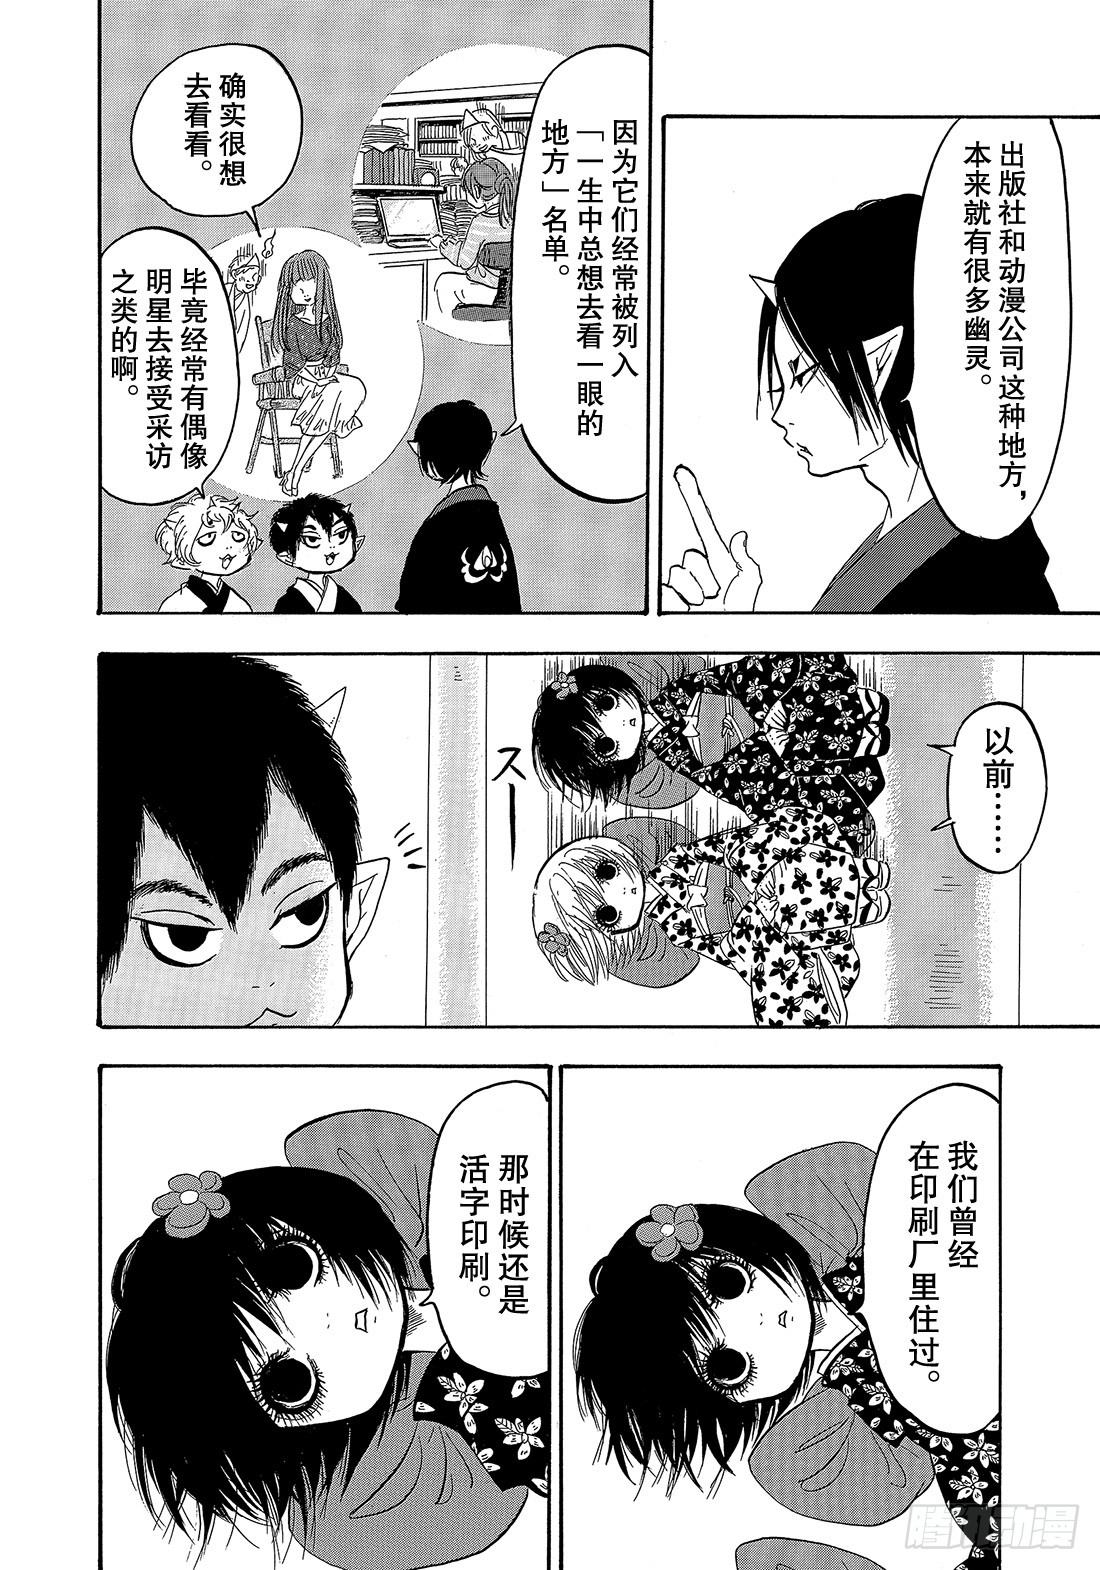 出版社和动漫公司这种地方，
本来就有很多幽灵。
因为它们经常被列入
「一生中总想去看一眼的
地方」名单。
确实很想
去看看。
毕竟经常有偶像
明星去接受采访
之类的啊。
以前……
スー
我们曾经
在印刷厂里住过。
那时候还是
活字印刷。
腾讯动漫